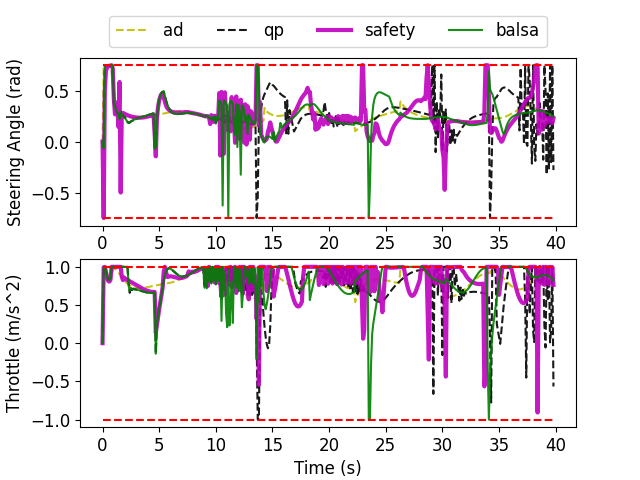 ad qp safety balsa
Steering Angle (rad)
0.5
0.0
−0.5
0 5 10 15 20 25 30 35 40
Throttle (m/s^2)
1.0
0.5
0.0
−0.5
−1.0
0 5 10 15 20 25 30 35 40
Time (s)